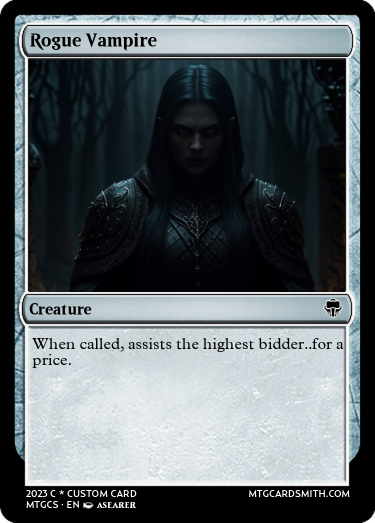 Rogue Vampire
Creature
When called, assists the highest bidder..for a
price.
2023 C * CUSTOM CARD
MTGCARDSMITH.COM
MTGCS · EN ASEARER